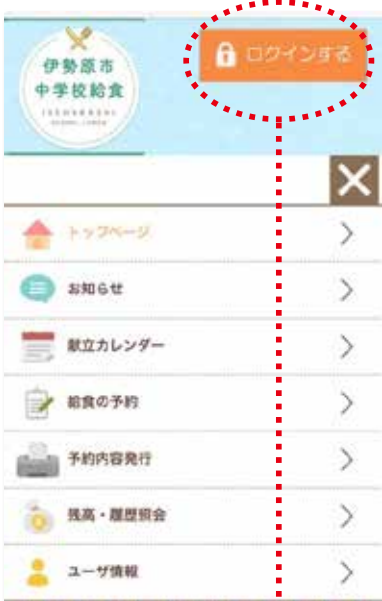 伊勢原市
中学校給食
ログインする
トップページ
お知らせ
献立カレンダー
給食の予約
予約内容発行
残高・履歴照会
ユーザ情報